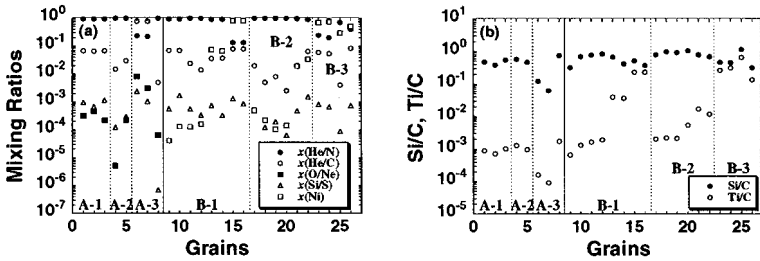 (a)
Mixing Ratios
10^0
10^-1
10^-2
10^-3
10^-4
10^-5
10^-6
10^-7
B-2
B-3
x(He/N)
x(He/C)
x(O/Ne)
x(Si/S)
x(Ni)
A-1 A-2 A-3 B-1
0 5 10 15 20 25
Grains
(b)
Si/C, Ti/C
10^2
10^1
10^0
10^-1
10^-2
10^-3
10^-4
10^-5
B-2 B-3
Si/C
Ti/C
A-1 A-2 A-3 B-1
0 5 10 15 20 25
Grains